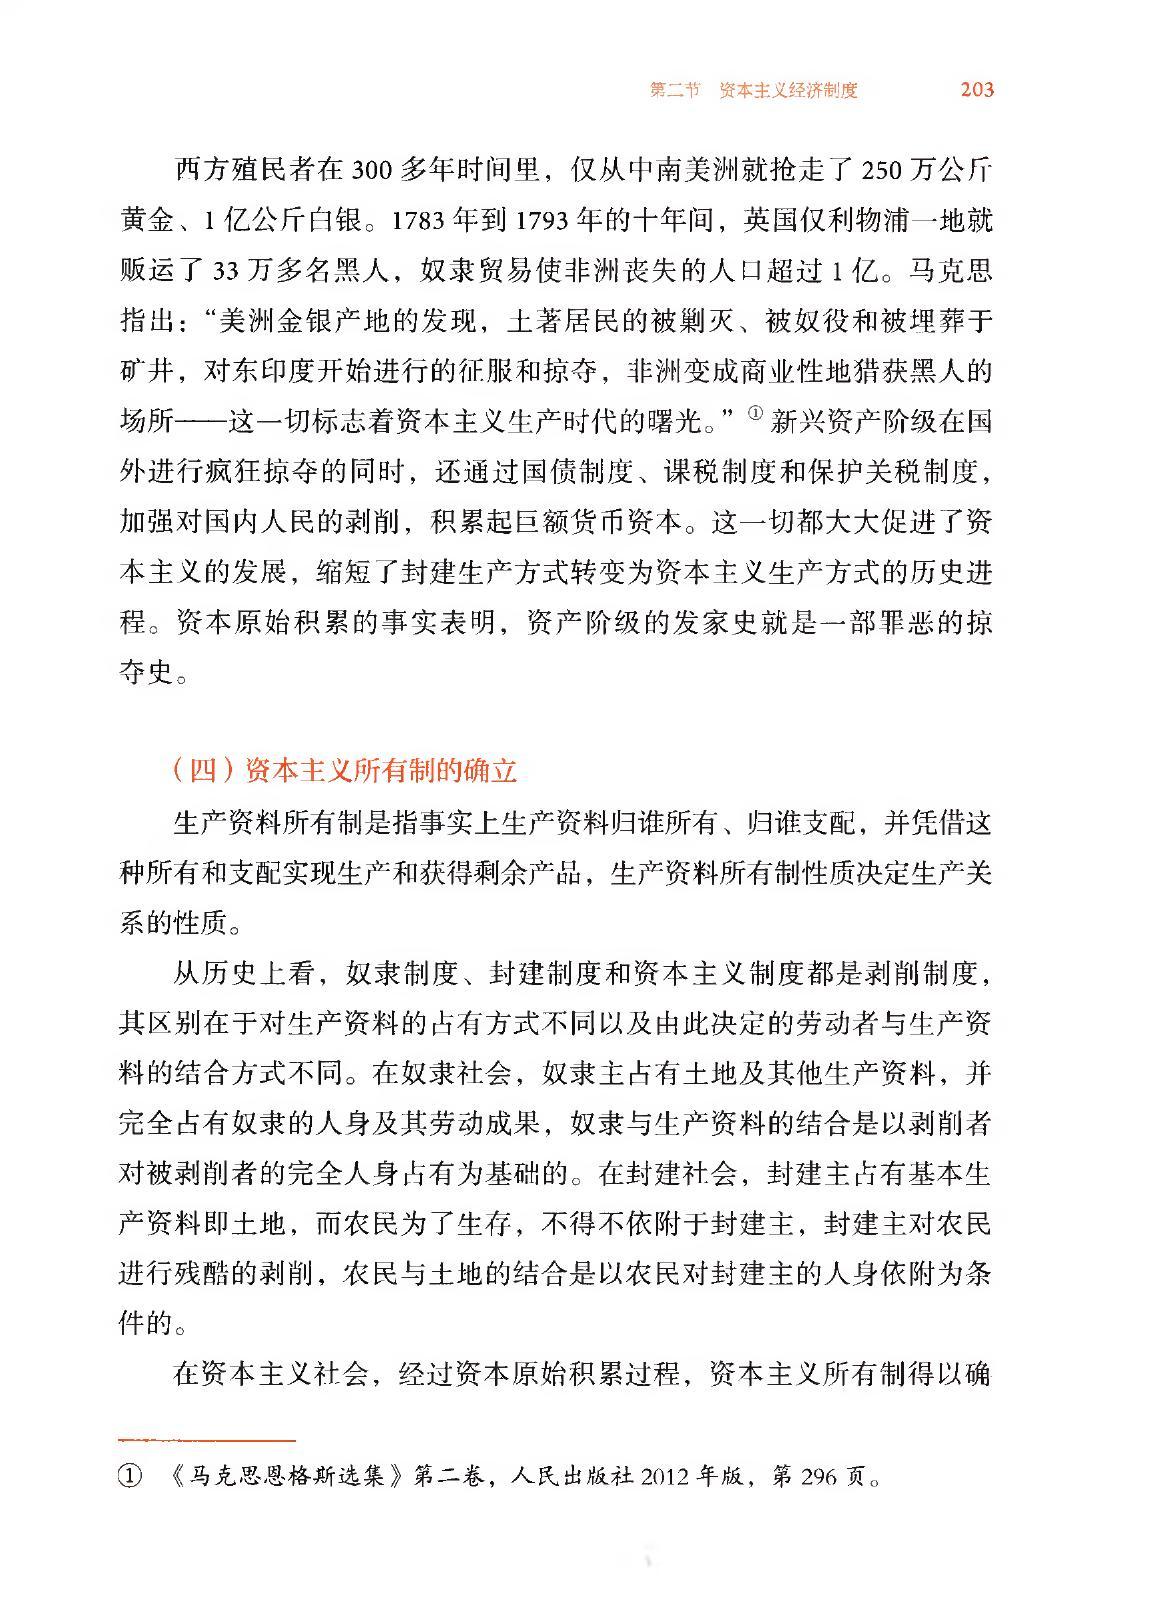 第二节 资本主义经济制度 203
西方殖民者在 300 多年时间里，仅从中南美洲就抢走了 250 万公斤
黄金、1 亿公斤白银。1783 年到 1793 年的十年间，英国仅利物浦一地就
贩运了 33 万多名黑人，奴隶贸易使非洲丧失的人口超过 1 亿。马克思
指出：“美洲金银产地的发现，土著居民的被剿灭、被奴役和被埋葬于
矿井，对东印度开始进行的征服和掠夺，非洲变成商业性地猎获黑人的
场所——这一切标志着资本主义生产时代的曙光。”①新兴资产阶级在国
外进行疯狂掠夺的同时，还通过国债制度、课税制度和保护关税制度，
加强对国内人民的剥削，积累起巨额货币资本。这一切都大大促进了资
本主义的发展，缩短了封建生产方式转变为资本主义生产方式的历史进
程。资本原始积累的事实表明，资产阶级的发家史就是一部罪恶的掠
夺史。
（四）资本主义所有制的确立
生产资料所有制是指事实上生产资料归谁所有、归谁支配，并凭借这
种所有和支配实现生产和获得剩余产品，生产资料所有制性质决定生产关
系的性质。
从历史上看，奴隶制度、封建制度和资本主义制度都是剥削制度，
其区别在于对生产资料的占有方式不同以及由此决定的劳动者与生产资
料的结合方式不同。在奴隶社会，奴隶主占有土地及其他生产资料，并
完全占有奴隶的人身及其劳动成果，奴隶与生产资料的结合是以剥削者
对被剥削者的完全人身占有为基础的。在封建社会，封建主占有基本生
产资料即土地，而农民为了生存，不得不依附于封建主，封建主对农民
进行残酷的剥削，农民与土地的结合是以农民对封建主的人身依附为条
件的。
在资本主义社会，经过资本原始积累过程，资本主义所有制得以确
① 《马克思恩格斯选集》第二卷，人民出版社 2012 年版，第 296 页。